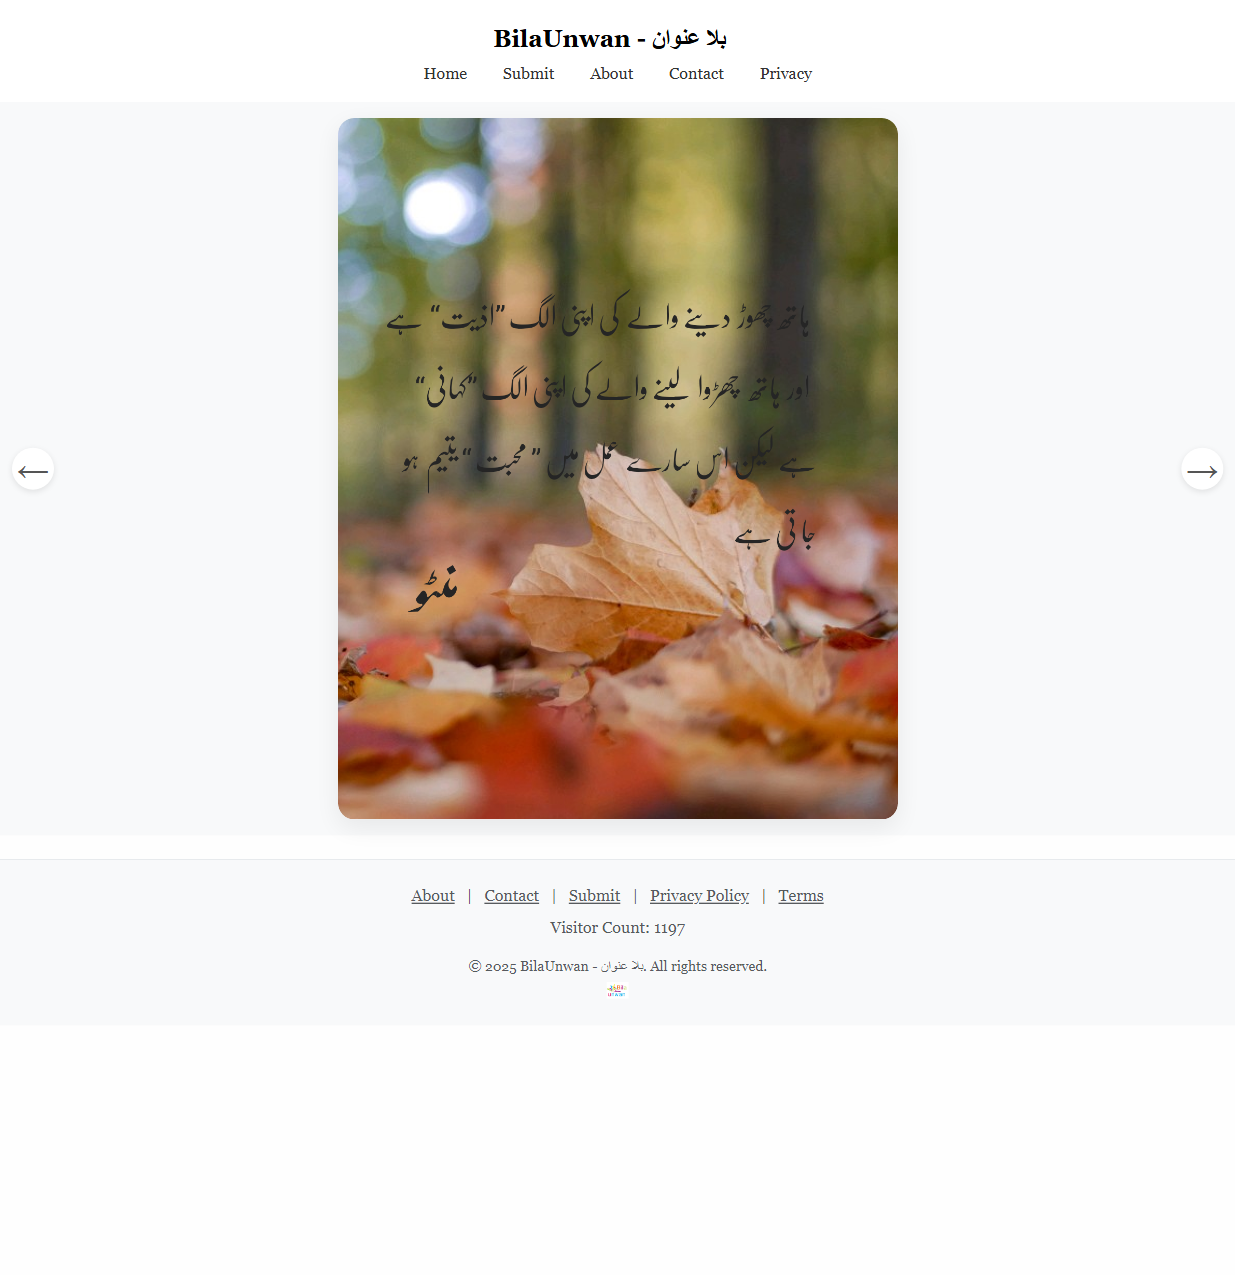 BilaUnwan - بلا عنوان
Home Submit About Contact Privacy
ہاتھ چھوڑ دینے والے کی اپنی الگ ”اذیت“ ہے
اور ہاتھ چھڑوا لینے والے کی اپنی الگ ”کہانی“
ہے لیکن اس سارے عمل میں ” محبت “ یتیم ہو
جاتی ہے
منٹو
←
→
About | Contact | Submit | Privacy Policy | Terms
Visitor Count: 1197
© 2025 BilaUnwan - بلا عنوان. All rights reserved.